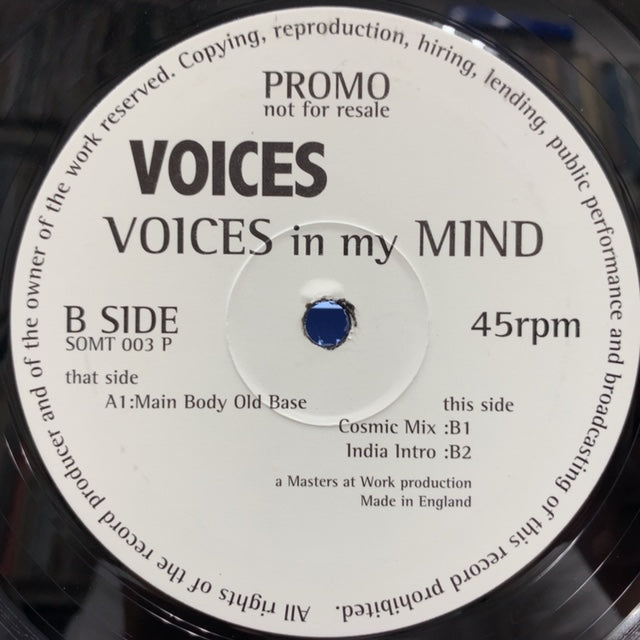 PROMO
not for resale
VOICES
VOICES in my MIND
B SIDE
45rpm
SOMT 003 P
that side
A1:Main Body Old Base
this side
Cosmic Mix :B1
India Intro :B2
a Masters at Work production
Made in England
All rights of the record producer and of the owner of the work reserved. Copying, reproduction, hiring, lending, public performance and broadcasting of this record prohibited.